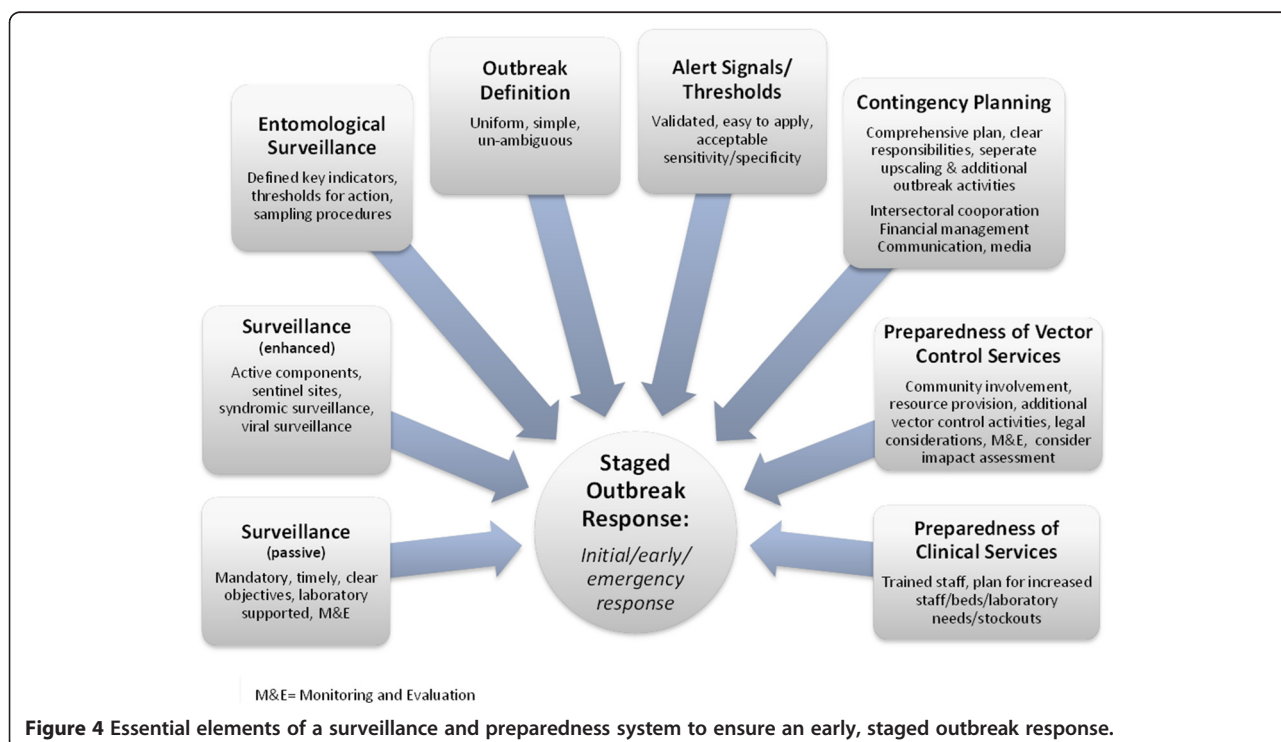 Entomological
Surveillance
Defined key indicators,
thresholds for action,
sampling procedures
Outbreak
Definition
Uniform, simple,
un-ambiguous
Alert Signals/
Thresholds
Validated, easy to apply,
acceptable
sensitivity/specificity
Contingency Planning
Comprehensive plan, clear
responsibilities, seperate
upscaling & additional
outbreak activities
Intersectoral cooporation
Financial management
Communication, media
Surveillance
(enhanced)
Active components,
sentinel sites,
syndromic surveillance,
viral surveillance
Preparedness of Vector
Control Services
Community involvement,
resource provision, additional
vector control activities, legal
considerations, M&E, consider
imapact assessment
Surveillance
(passive)
Mandatory, timely, clear
objectives, laboratory
supported, M&E
Staged
Outbreak
Response:
Initial/early/
emergency
response
Preparedness of
Clinical Services
Trained staff, plan for increased
staff/beds/laboratory
needs/stockouts
M&E= Monitoring and Evaluation
Figure 4 Essential elements of a surveillance and preparedness system to ensure an early, staged outbreak response.